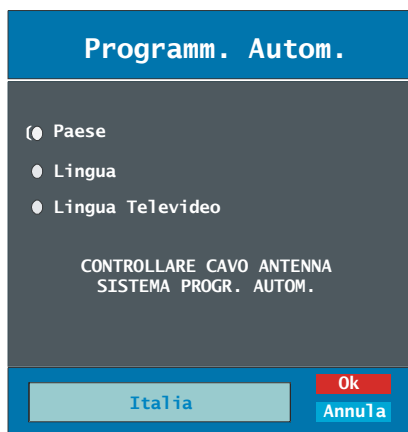 Programm. Autom.
Paese
Lingua
Lingua Televideo
CONTROLLARE CAVO ANTENNA
SISTEMA PROGR. AUTOM.
Italia
Ok
Annula